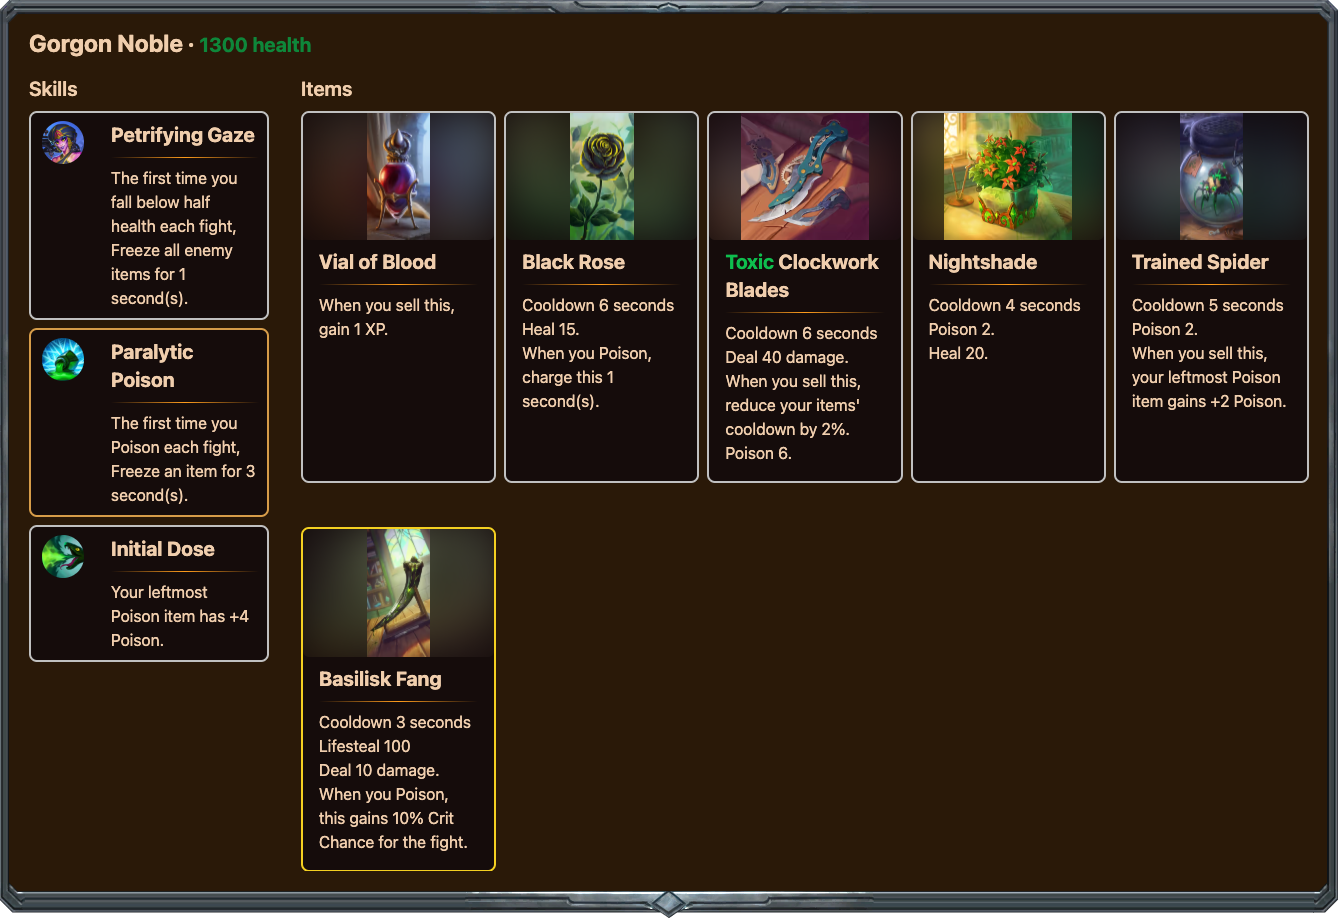 Gorgon Noble · 1300 health
Skills
Petrifying Gaze
The first time you
fall below half
health each fight,
Freeze all enemy
items for 1
second(s).
Paralytic
Poison
The first time you
Poison each fight,
Freeze an item for 3
second(s).
Initial Dose
Your leftmost
Poison item has +4
Poison.
Items
Vial of Blood
When you sell this,
gain 1 XP.
Black Rose
Cooldown 6 seconds
Heal 15.
When you Poison,
charge this 1
second(s).
Toxic Clockwork
Blades
Cooldown 6 seconds
Deal 40 damage.
When you sell this,
reduce your items'
cooldown by 2%.
Poison 6.
Nightshade
Cooldown 4 seconds
Poison 2.
Heal 20.
Trained Spider
Cooldown 5 seconds
Poison 2.
When you sell this,
your leftmost Poison
item gains +2 Poison.
Basilisk Fang
Cooldown 3 seconds
Lifesteal 100
Deal 10 damage.
When you Poison,
this gains 10% Crit
Chance for the fight.